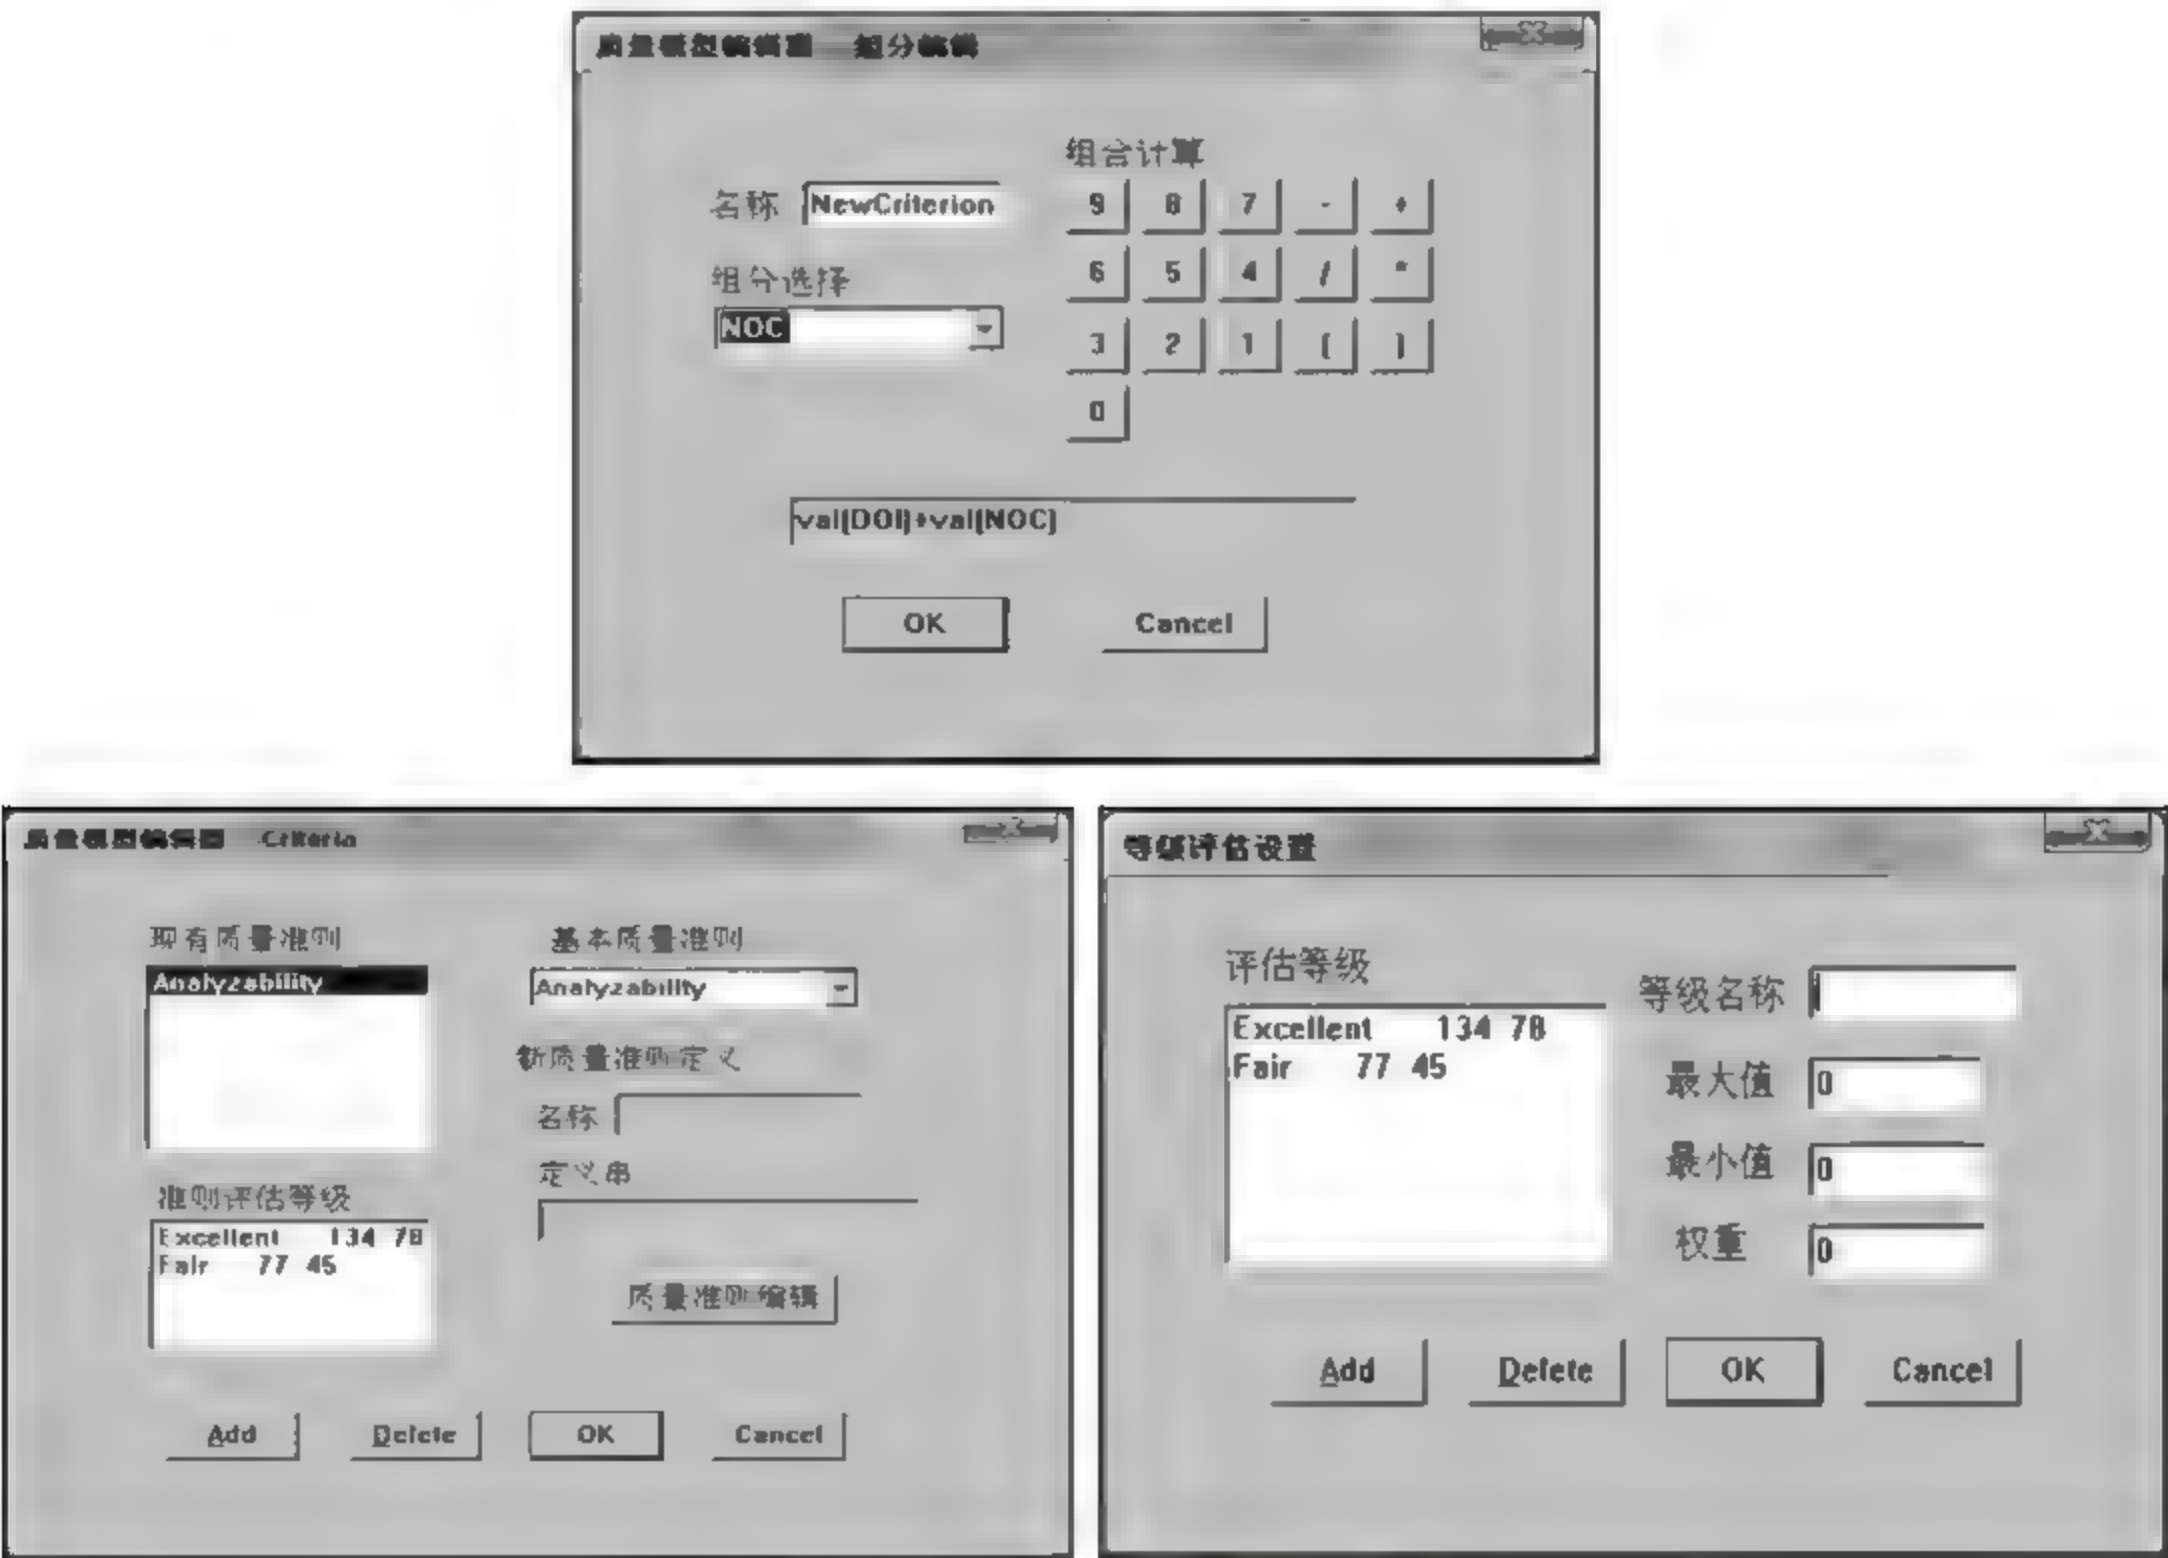 质量模型编辑器 组分编辑
组合计算
名称 NewCriterion
9 8 7 - +
组分选择
6 5 4 / *
NOC
3 2 1 ( )
0
val(DOI)+val(NOC)
OK Cancel
质量模型编辑器 Criteria
现有质量准则 基本质量准则
Analyzability Analyzability
新质量准则定义
名称
定义串
准则评估等级
Excellent 134 78
Fair 77 45
质量准则编辑
Add Delete OK Cancel
等级评估设置
评估等级
等级名称
Excellent 134 78
Fair 77 45
最大值 0
最小值 0
权重 0
Add Delete OK Cancel